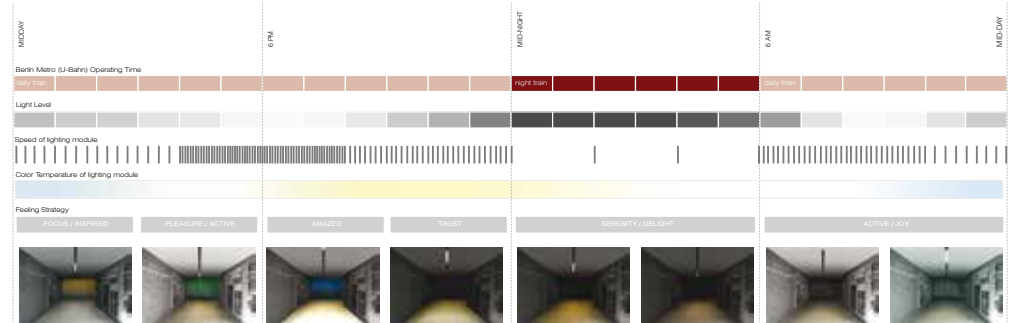 MIDDAY
6 PM
MID-NIGHT
6 AM
MID-DAY
Berlin Metro (U-Bahn) Operating Time
daily train
night train
daily train
Light Level
Speed of lighting module
Color Temperature of lighting module
Feeling Strategy
FOCUS / INSPIRED
PLEASURE / ACTIVE
AMAZED
TRUST
SERENITY / DELIGHT
ACTIVE / JOY